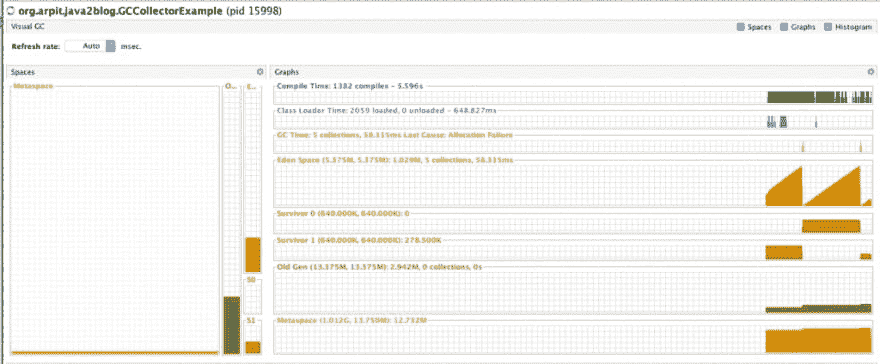 org.arpit.java2blog.GCCollectorExample (pid 15998)
Visual GC
Spaces Graphs Histogram
Refresh rate: Auto msec.
Spaces
Graphs
Metaspace
O..
E..
S0
S1
Compile Time: 1382 compiles - 5.596s
Class Loader Time: 2059 loaded, 0 unloaded - 648.827ms
GC Time: 5 collections, 58.315ms Last Cause: Allocation Failure
Eden Space (5.375M, 5.375M): 1.020M, 5 collections, 58.315ms
Survivor 0 (640.000K, 640.000K): 0
Survivor 1 (640.000K, 640.000K): 278.500K
Old Gen (13.375M, 13.375M): 2.942M, 0 collections, 0s
Metaspace (1.012G, 13.750M): 12.732M